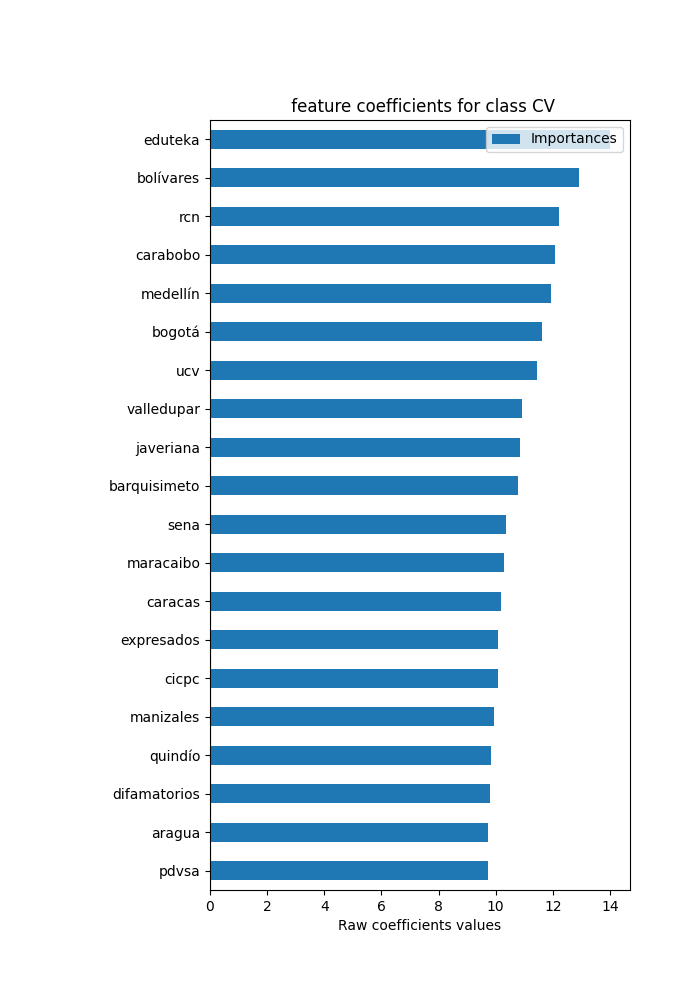 feature coefficients for class CV
Importances
eduteka
bolívares
rcn
carabobo
medellín
bogotá
ucv
valledupar
javeriana
barquisimeto
sena
maracaibo
caracas
expresados
cicpc
manizales
quindío
difamatorios
aragua
pdvsa
0 2 4 6 8 10 12 14
Raw coefficients values